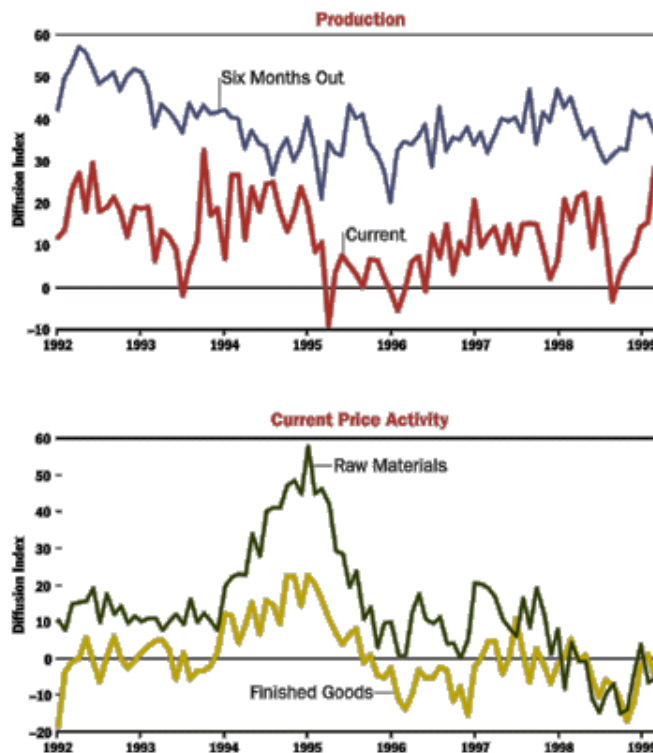 Production
60
50
40
30
20
10
0
–10
Diffusion Index
Six Months Out
Current
1992 1993 1994 1995 1996 1997 1998 1999
Current Price Activity
60
50
40
30
20
10
0
–10
–20
Diffusion Index
Raw Materials
Finished Goods
1992 1993 1994 1995 1996 1997 1998 1999